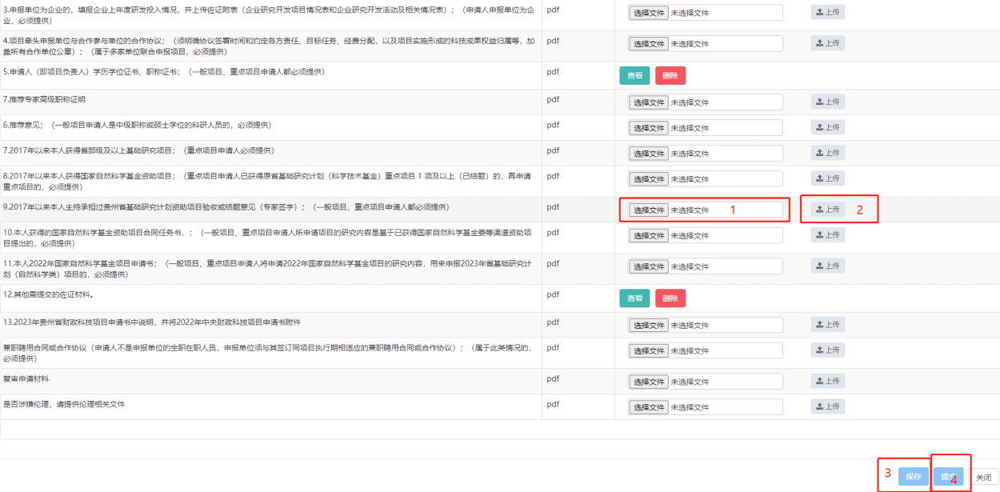 3.申报单位为企业的，填报企业上年度研发投入情况，并上传佐证附表（企业研究开发项目情况表和企业研究开发活动及相关情况表）；（申请人申报单位为企
业，必须提供）
pdf
选择文件 未选择文件
上传
4.项目牵头申报单位与合作参与单位的合作协议；（须明确协议签署时间和约定各方责任、目标任务、经费分配，以及项目实施形成的科技成果权益归属等，加
盖所有合作单位公章）；（属于多家单位联合申报项目，必须提供）
pdf
选择文件 未选择文件
上传
5.申请人（即项目负责人）学历学位证书、职称证书；（一般项目、重点项目申请人都必须提供）
pdf
查看 删除
7.推荐专家高级职称证明
pdf
选择文件 未选择文件
上传
6.推荐意见；（一般项目申请人是中级职称或硕士学位的科研人员的，必须提供）
pdf
选择文件 未选择文件
上传
7.2017年以来本人获得省部级及以上基础研究项目；（重点项目申请人必须提供）
pdf
选择文件 未选择文件
上传
8.2017年以来本人获得国家自然科学基金资助项目；（重点项目申请人已获得原省基础研究计划（科学技术基金）重点项目 1 项及以上（已结题）的，再申请
重点项目的，必须提供）
pdf
选择文件 未选择文件
上传
9.2017年以来本人主持承担过贵州省基础研究计划资助项目验收或结题意见（专家签字）；（一般项目、重点项目申请人都必须提供）
pdf
选择文件 未选择文件 1
上传 2
10.本人获得的国家自然科学基金资助项目合同任务书，；（一般项目、重点项目申请人所申请项目的研究内容是基于已获得国家自然科学基金委等渠道资助项
目提出的，必须提供）
pdf
选择文件 未选择文件
上传
11.本人2022年国家自然科学基金项目申请书；（一般项目、重点项目申请人将申请2022年国家自然科学基金项目的研究内容，用来申报2023年省基础研究计
划（自然科学类）项目的，必须提供）
pdf
选择文件 未选择文件
上传
12.其他需提交的佐证材料。
pdf
查看 删除
13.2023年贵州省财政科技项目申请书中说明，并将2022年中央财政科技项目申请书附件
pdf
选择文件 未选择文件
上传
兼职聘用合同或合作协议（申请人不是申报单位的全职在职人员，申报单位须与其签订同项目执行期相适应的兼职聘用合同或合作协议）；（属于此类情况的，
必须提供）
pdf
选择文件 未选择文件
上传
复审申请材料
pdf
选择文件 未选择文件
上传
是否涉嫌伦理，请提供伦理相关文件
pdf
选择文件 未选择文件
上传
3 保存 提交 4 关闭